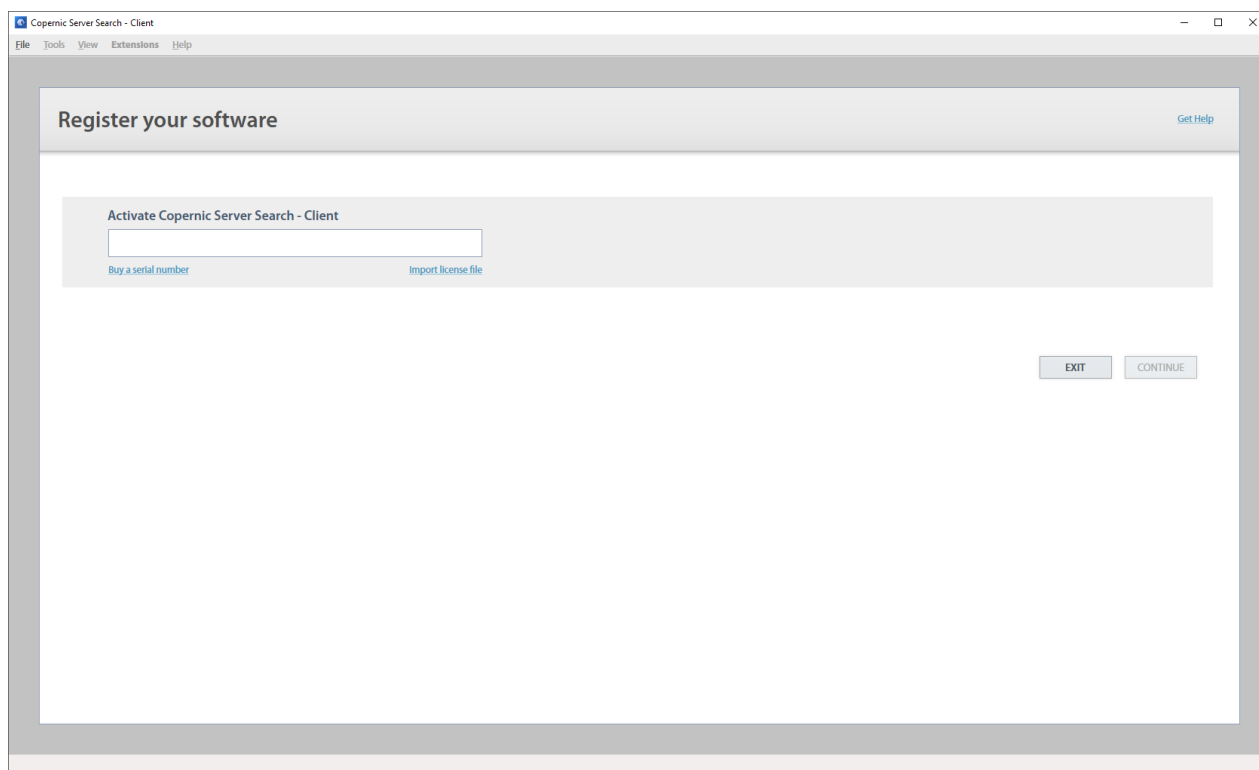 Copernic Server Search - Client
File Tools View Extensions Help
Register your software
Get Help
Activate Copernic Server Search - Client
Buy a serial number Import license file
EXIT CONTINUE